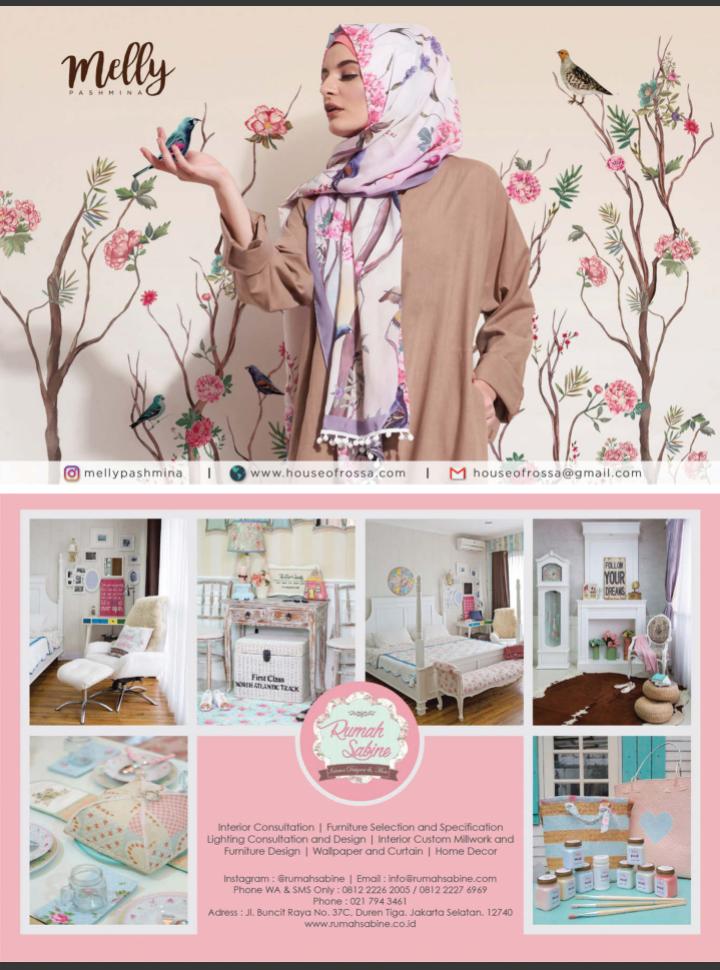 Melly
PASHMINA
mellypashmina | www.houseofrossa.com | houseofrossa@gmail.com
FOLLOW
YOUR
DREAMS
First Class
NORTH ATLANTIC TRADE
Rumah
Sabine
Interior Consultation | Furniture Selection and Specification
Lighting Consultation and Design | Interior Custom Millwork and
Furniture Design | Wallpaper and Curtain | Home Decor
Instagram : @rumahsabine | Email : info@rumahsabine.com
Phone WA & SMS Only : 0812 2226 2005 / 0812 2227 6969
Phone : 021 794 3461
Adress : Jl. Buncit Raya No. 37C, Duren Tiga. Jakarta Selatan. 12740
www.rumahsabine.co.id